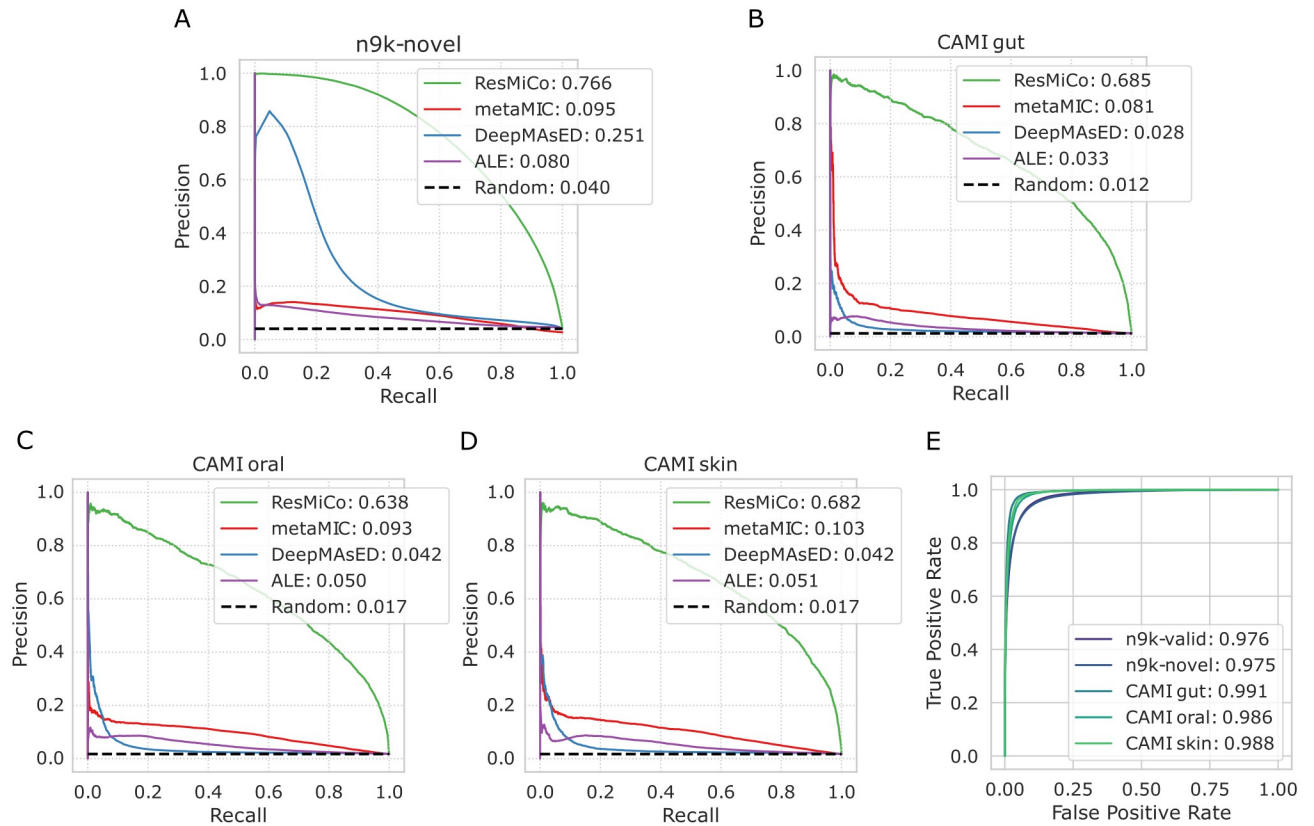 A
n9k-novel
Precision
1.0
0.8
0.6
0.4
0.2
0.0
ResMiCo: 0.766
metaMIC: 0.095
DeepMAsED: 0.251
ALE: 0.080
Random: 0.040
0.0 0.2 0.4 0.6 0.8 1.0
Recall
B
CAMI gut
Precision
1.0
0.8
0.6
0.4
0.2
0.0
ResMiCo: 0.685
metaMIC: 0.081
DeepMAsED: 0.028
ALE: 0.033
Random: 0.012
0.0 0.2 0.4 0.6 0.8 1.0
Recall
C
CAMI oral
Precision
1.0
0.8
0.6
0.4
0.2
0.0
ResMiCo: 0.638
metaMIC: 0.093
DeepMAsED: 0.042
ALE: 0.050
Random: 0.017
0.0 0.2 0.4 0.6 0.8 1.0
Recall
D
CAMI skin
Precision
1.0
0.8
0.6
0.4
0.2
0.0
ResMiCo: 0.682
metaMIC: 0.103
DeepMAsED: 0.042
ALE: 0.051
Random: 0.017
0.0 0.2 0.4 0.6 0.8 1.0
Recall
E
True Positive Rate
1.0
0.8
0.6
0.4
0.2
0.0
n9k-valid: 0.976
n9k-novel: 0.975
CAMI gut: 0.991
CAMI oral: 0.986
CAMI skin: 0.988
0.00 0.25 0.50 0.75 1.00
False Positive Rate